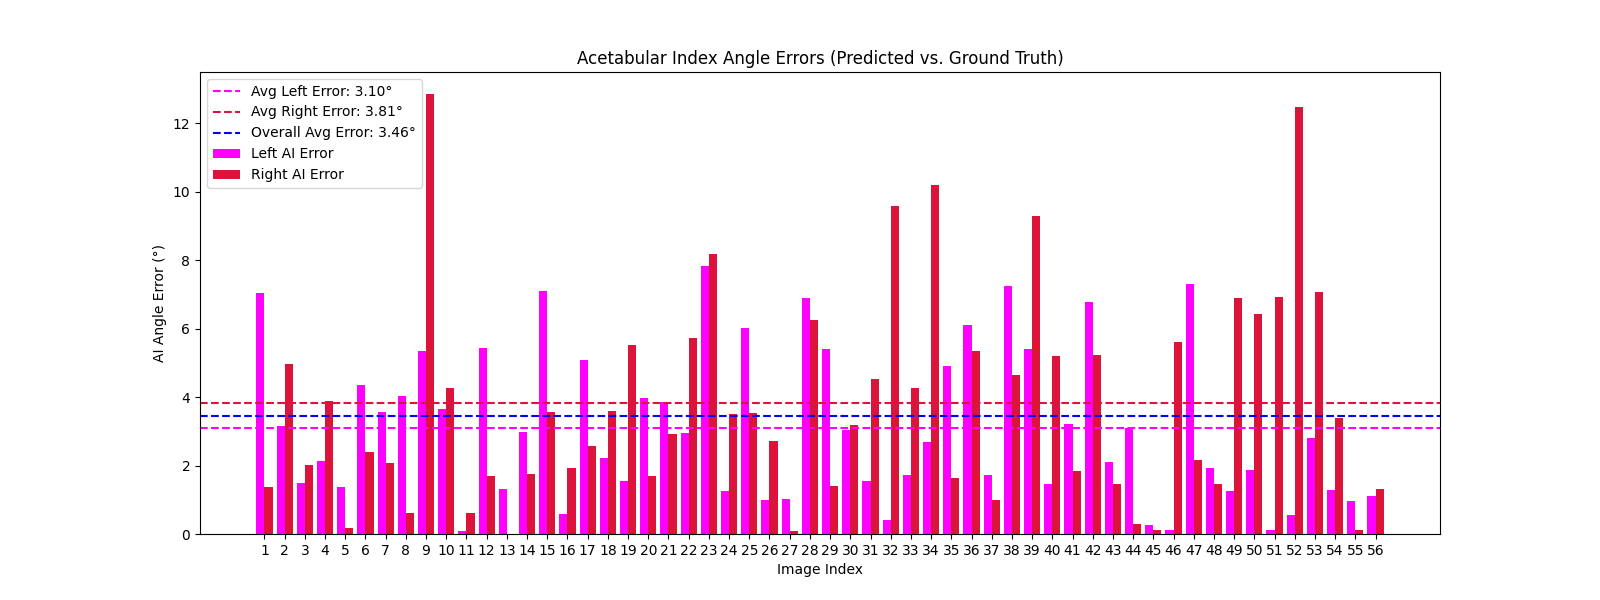 Acetabular Index Angle Errors (Predicted vs. Ground Truth)
Avg Left Error: 3.10°
Avg Right Error: 3.81°
Overall Avg Error: 3.46°
Left AI Error
Right AI Error
AI Angle Error (°)
12
10
8
6
4
2
0
1 2 3 4 5 6 7 8 9 10 11 12 13 14 15 16 17 18 19 20 21 22 23 24 25 26 27 28 29 30 31 32 33 34 35 36 37 38 39 40 41 42 43 44 45 46 47 48 49 50 51 52 53 54 55 56
Image Index